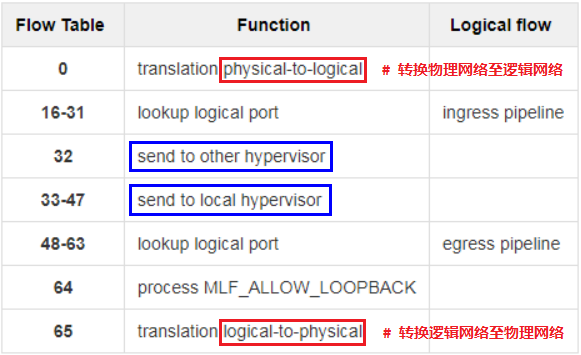 Flow Table Function Logical flow
0 translation physical-to-logical # 转换物理网络至逻辑网络
16-31 lookup logical port ingress pipeline
32 send to other hypervisor
33-47 send to local hypervisor
48-63 lookup logical port egress pipeline
64 process MLF_ALLOW_LOOPBACK
65 translation logical-to-physical # 转换逻辑网络至物理网络